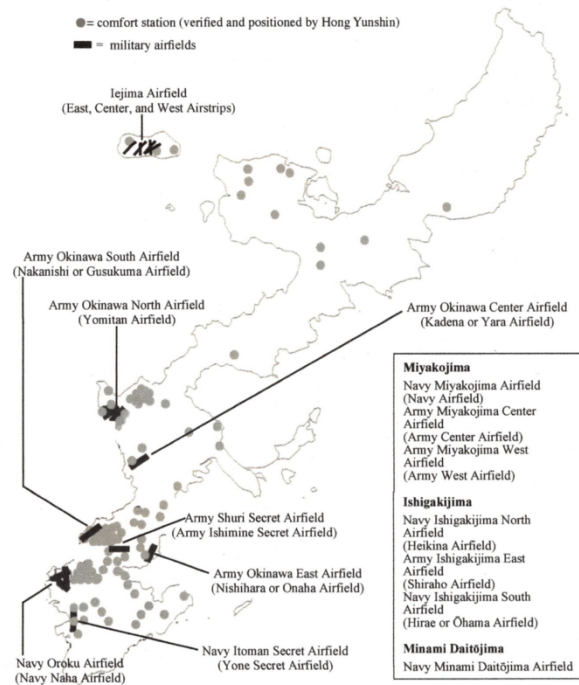 = comfort station (verified and positioned by Hong Yunshin)
= military airfields
Iejima Airfield
(East, Center, and West Airstrips)
Army Okinawa South Airfield
(Nakanishi or Gusukuma Airfield)
Army Okinawa North Airfield
(Yomitan Airfield)
Army Okinawa Center Airfield
(Kadena or Yara Airfield)
Miyakojima
Navy Miyakojima Airfield
(Navy Airfield)
Army Miyakojima Center
Airfield
(Army Center Airfield)
Army Miyakojima West
Airfield
(Army West Airfield)
Ishigakijima
Navy Ishigakijima North
Airfield
(Heikina Airfield)
Army Ishigakijima East
Airfield
(Shiraho Airfield)
Navy Ishigakijima South
Airfield
(Hirae or Ōhama Airfield)
Minami Daitōjima
Navy Minami Daitōjima Airfield
Army Shuri Secret Airfield
(Army Ishimine Secret Airfield)
Army Okinawa East Airfield
(Nishihara or Onaha Airfield)
Navy Itoman Secret Airfield
(Yone Secret Airfield)
Navy Oroku Airfield
(Navy Naha Airfield)